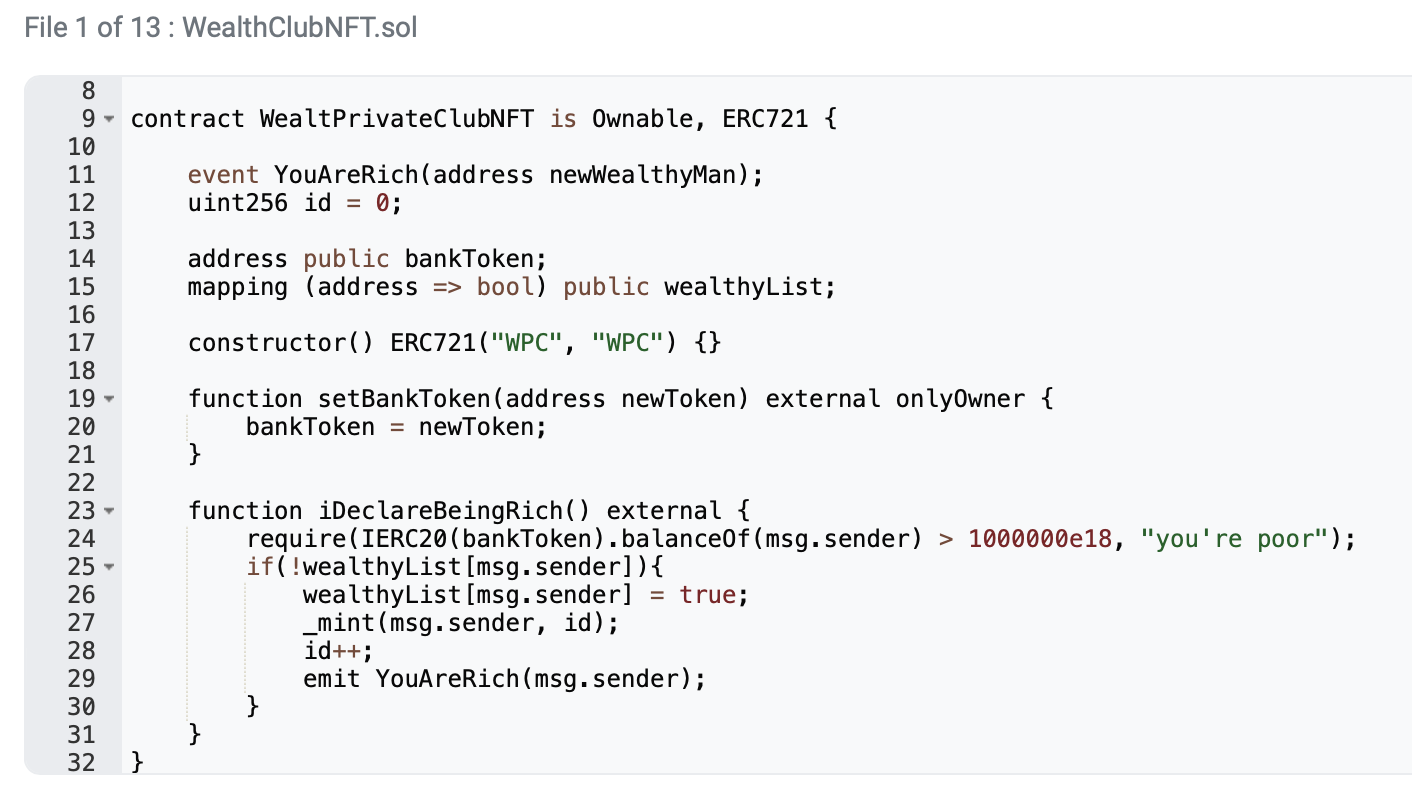 File 1 of 13 : WealthClubNFT.sol
8
9 contract WealtPrivateClubNFT is Ownable, ERC721 {
10
11 event YouAreRich(address newWealthyMan);
12 uint256 id = 0;
13
14 address public bankToken;
15 mapping (address => bool) public wealthyList;
16
17 constructor() ERC721("WPC", "WPC") {}
18
19 function setBankToken(address newToken) external onlyOwner {
20 bankToken = newToken;
21 }
22
23 function iDeclareBeingRich() external {
24 require(IERC20(bankToken).balanceOf(msg.sender) > 1000000e18, "you're poor");
25 if(!wealthyList[msg.sender]){
26 wealthyList[msg.sender] = true;
27 _mint(msg.sender, id);
28 id++;
29 emit YouAreRich(msg.sender);
30 }
31 }
32 }